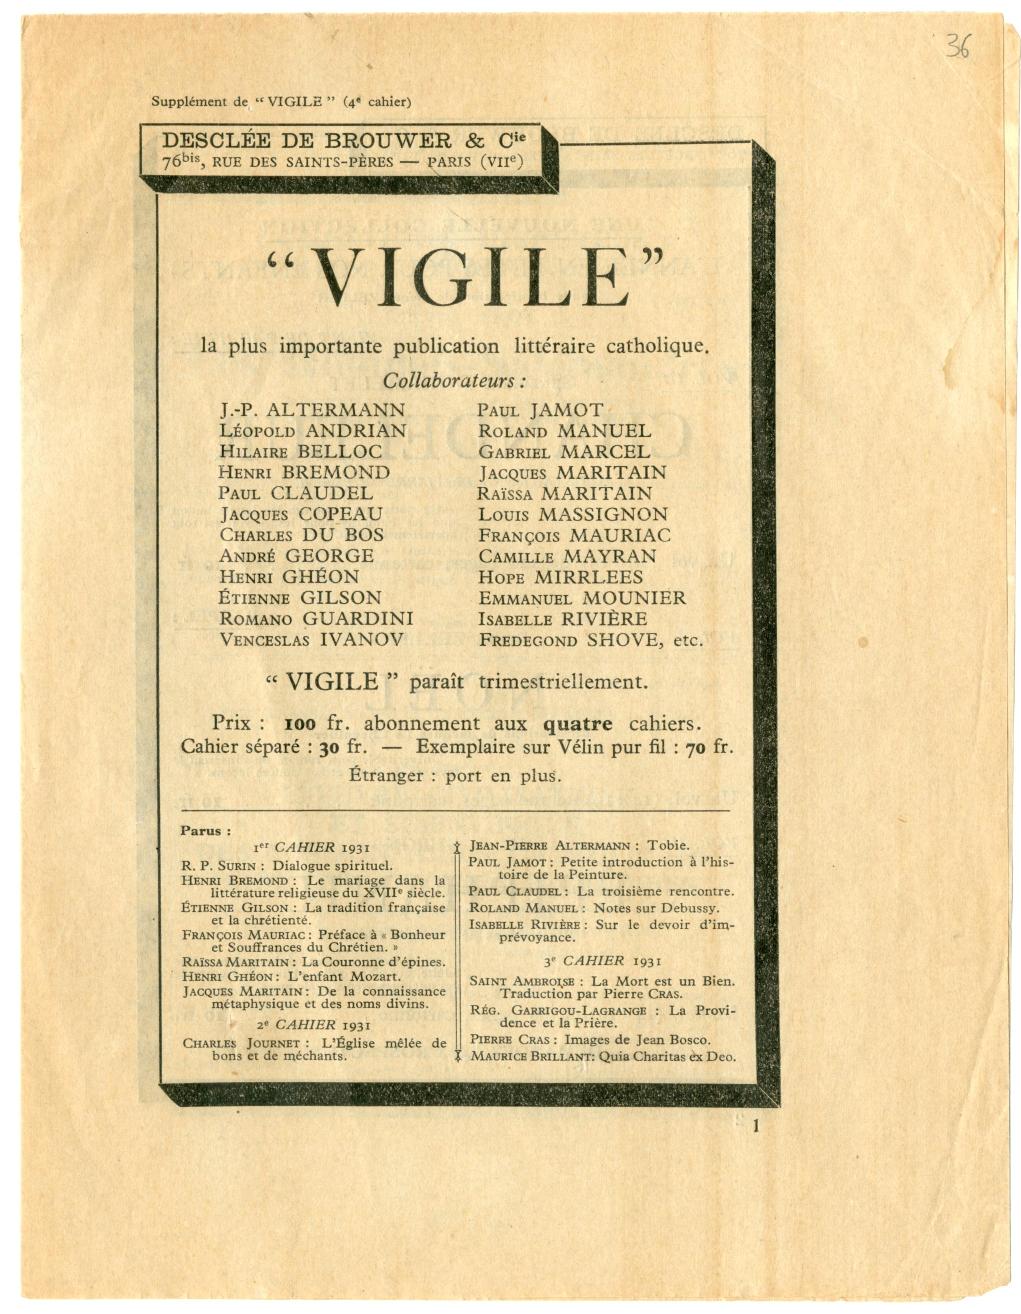 36
Supplément de “ VIGILE ” (4e cahier)
DESCLÉE DE BROUWER & Cie
76bis, RUE DES SAINTS-PÈRES — PARIS (VIIe)
“VIGILE”
la plus importante publication littéraire catholique.
Collaborateurs :
J.-P. ALTERMANN
LÉOPOLD ANDRIAN
HILAIRE BELLOC
HENRI BREMOND
PAUL CLAUDEL
JACQUES COPEAU
CHARLES DU BOS
ANDRÉ GEORGE
HENRI GHÉON
ÉTIENNE GILSON
ROMANO GUARDINI
VENCESLAS IVANOV
PAUL JAMOT
ROLAND MANUEL
GABRIEL MARCEL
JACQUES MARITAIN
RAÏSSA MARITAIN
LOUIS MASSIGNON
FRANÇOIS MAURIAC
CAMILLE MAYRAN
HOPE MIRRLEES
EMMANUEL MOUNIER
ISABELLE RIVIÈRE
FREDEGOND SHOVE, etc.
“ VIGILE ” paraît trimestriellement.
Prix : 100 fr. abonnement aux quatre cahiers.
Cahier séparé : 30 fr. — Exemplaire sur Vélin pur fil : 70 fr.
Étranger : port en plus.
Parus :
1er CAHIER 1931
R. P. SURIN : Dialogue spirituel.
HENRI BREMOND : Le mariage dans la
littérature religieuse du XVIIe siècle.
ÉTIENNE GILSON : La tradition française
et la chrétienté.
FRANÇOIS MAURIAC : Préface à « Bonheur
et Souffrances du Chrétien. »
RAÏSSA MARITAIN : La Couronne d'épines.
HENRI GHÉON : L'enfant Mozart.
JACQUES MARITAIN : De la connaissance
métaphysique et des noms divins.
2e CAHIER 1931
CHARLES JOURNET : L'Église mêlée de
bons et de méchants.
JEAN-PIERRE ALTERMANN : Tobie.
PAUL JAMOT : Petite introduction à l'his-
toire de la Peinture.
PAUL CLAUDEL : La troisième rencontre.
ROLAND MANUEL : Notes sur Debussy.
ISABELLE RIVIÈRE : Sur le devoir d'im-
prévoyance.
3e CAHIER 1931
SAINT AMBROISE : La Mort est un Bien.
Traduction par Pierre CRAS.
RÉG. GARRIGOU-LAGRANGE : La Provi-
dence et la Prière.
PIERRE CRAS : Images de Jean Bosco.
MAURICE BRILLANT: Quia Charitas ex Deo.
1